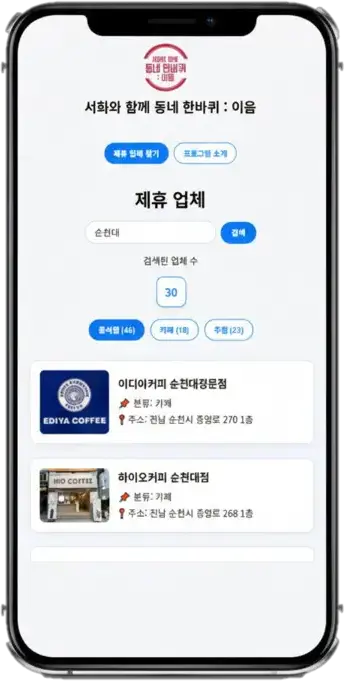 동네 한바퀴
: 이음
서화와 함께 동네 한바퀴 : 이음
제휴 업체 찾기
프로그램 소개
제휴 업체
순천대
검색
검색된 업체 수
30
음식점 (46)
카페 (18)
주점 (23)
EDIYA COFFEE
이디야커피 순천대정문점
분류: 카페
주소: 전남 순천시 중앙로 270 1층
HIO COFFEE
하이오커피 순천대점
분류: 카페
주소: 전남 순천시 중앙로 268 1층